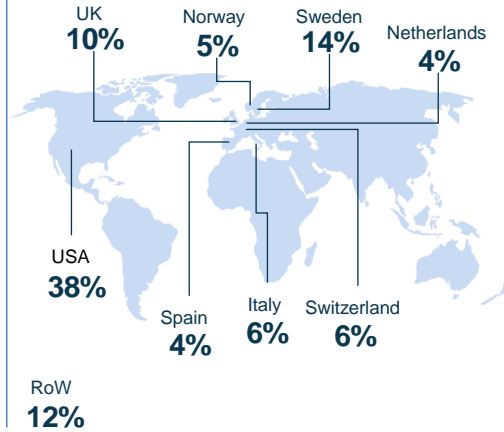 UK
10%
Norway
5%
Sweden
14%
Netherlands
4%
USA
38%
Spain
4%
Italy
6%
Switzerland
6%
RoW
12%